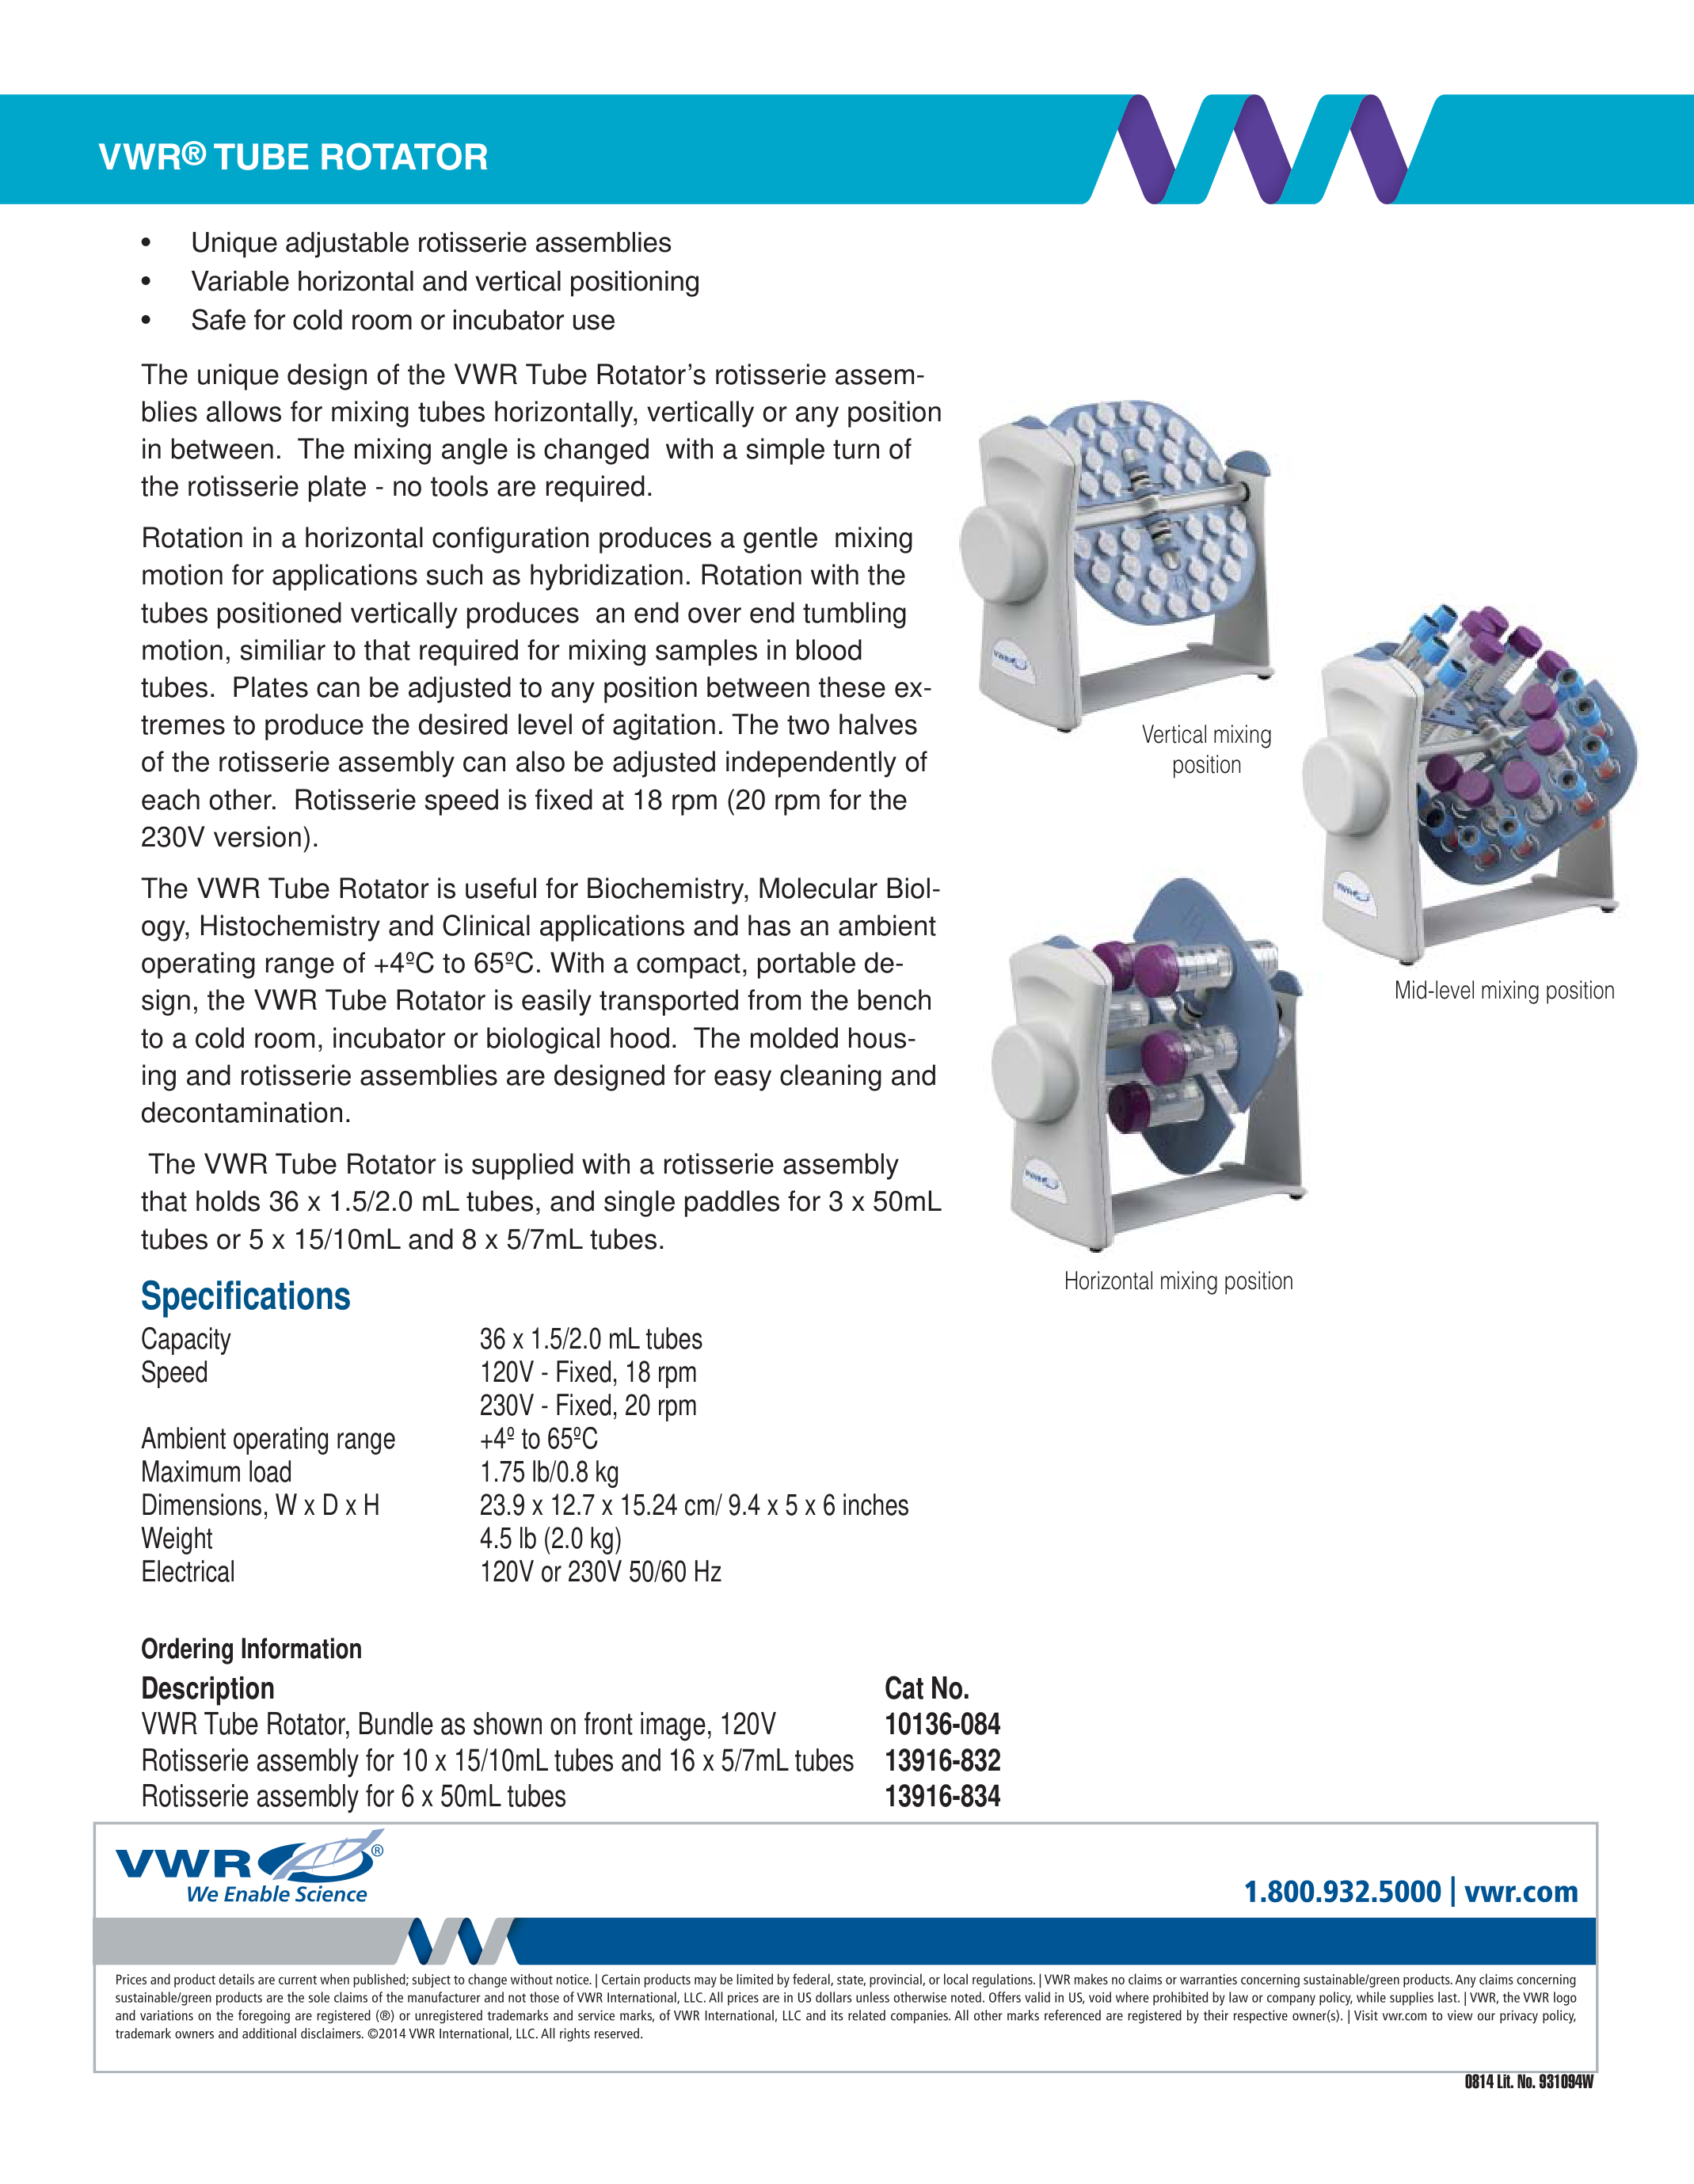 VWR® TUBE ROTATOR
• Unique adjustable rotisserie assemblies
• Variable horizontal and vertical positioning
• Safe for cold room or incubator use
The unique design of the VWR Tube Rotator’s rotisserie assem-
blies allows for mixing tubes horizontally, vertically or any position
in between.  The mixing angle is changed  with a simple turn of
the rotisserie plate - no tools are required.
Rotation in a horizontal configuration produces a gentle  mixing
motion for applications such as hybridization. Rotation with the
tubes positioned vertically produces  an end over end tumbling
motion, similiar to that required for mixing samples in blood
tubes.  Plates can be adjusted to any position between these ex-
tremes to produce the desired level of agitation. The two halves
of the rotisserie assembly can also be adjusted independently of
each other.  Rotisserie speed is fixed at 18 rpm (20 rpm for the
230V version).
The VWR Tube Rotator is useful for Biochemistry, Molecular Biol-
ogy, Histochemistry and Clinical applications and has an ambient
operating range of +4ºC to 65ºC. With a compact, portable de-
sign, the VWR Tube Rotator is easily transported from the bench
to a cold room, incubator or biological hood.  The molded hous-
ing and rotisserie assemblies are designed for easy cleaning and
decontamination.
The VWR Tube Rotator is supplied with a rotisserie assembly
that holds 36 x 1.5/2.0 mL tubes, and single paddles for 3 x 50mL
tubes or 5 x 15/10mL and 8 x 5/7mL tubes.
VWR
Vertical mixing
position
VWR
Mid-level mixing position
VWR
Horizontal mixing position
Specifications
Capacity 36 x 1.5/2.0 mL tubes
Speed 120V - Fixed, 18 rpm
230V - Fixed, 20 rpm
Ambient operating range +4º to 65ºC
Maximum load 1.75 lb/0.8 kg
Dimensions, W x D x H 23.9 x 12.7 x 15.24 cm/ 9.4 x 5 x 6 inches
Weight 4.5 lb (2.0 kg)
Electrical 120V or 230V 50/60 Hz
Ordering Information
Description Cat No.
VWR Tube Rotator, Bundle as shown on front image, 120V 10136-084
Rotisserie assembly for 10 x 15/10mL tubes and 16 x 5/7mL tubes 13916-832
Rotisserie assembly for 6 x 50mL tubes 13916-834
VWR®
We Enable Science
1.800.932.5000 | vwr.com
Prices and product details are current when published; subject to change without notice. | Certain products may be limited by federal, state, provincial, or local regulations. | VWR makes no claims or warranties concerning sustainable/green products. Any claims concerning
sustainable/green products are the sole claims of the manufacturer and not those of VWR International, LLC. All prices are in US dollars unless otherwise noted. Offers valid in US, void where prohibited by law or company policy, while supplies last. | VWR, the VWR logo
and variations on the foregoing are registered (®) or unregistered trademarks and service marks, of VWR International, LLC and its related companies. All other marks referenced are registered by their respective owner(s). | Visit vwr.com to view our privacy policy,
trademark owners and additional disclaimers. ©2014 VWR International, LLC. All rights reserved.
0814 Lit. No. 931094W